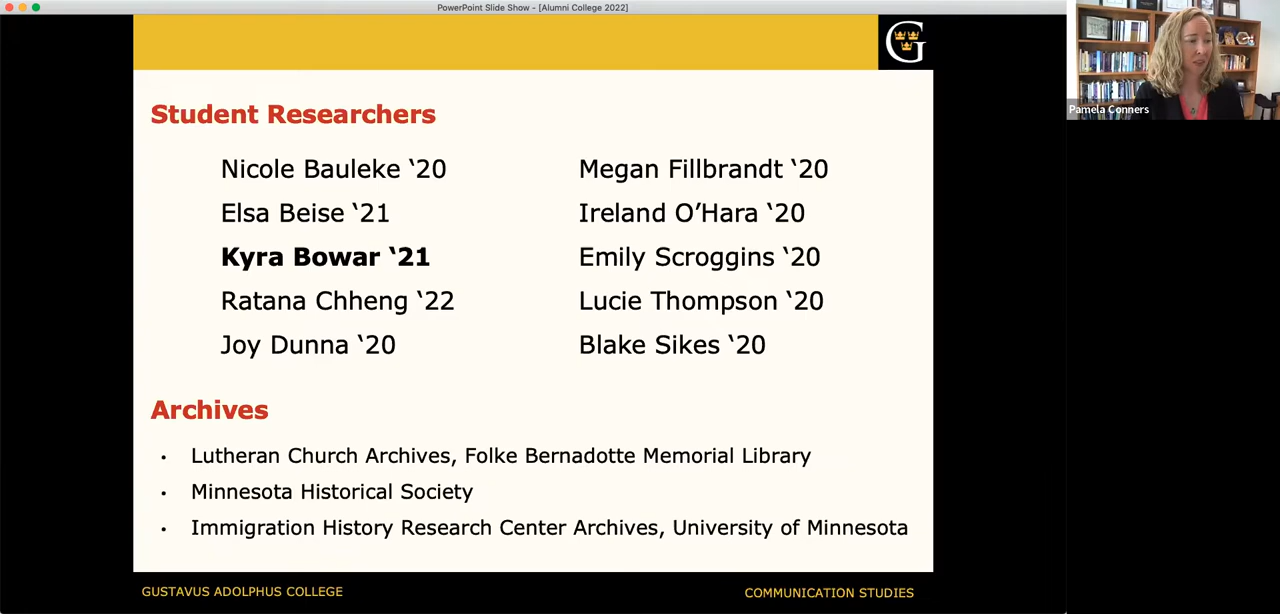 PowerPoint Slide Show - [Alumni College 2022]
G
Pamela Conners
Student Researchers
Nicole Bauleke ‘20
Elsa Beise ‘21
Kyra Bowar ‘21
Ratana Chheng ‘22
Joy Dunna ‘20
Megan Fillbrandt ‘20
Ireland O’Hara ‘20
Emily Scroggins ‘20
Lucie Thompson ‘20
Blake Sikes ‘20
Archives
• Lutheran Church Archives, Folke Bernadotte Memorial Library
• Minnesota Historical Society
• Immigration History Research Center Archives, University of Minnesota
GUSTAVUS ADOLPHUS COLLEGE
COMMUNICATION STUDIES